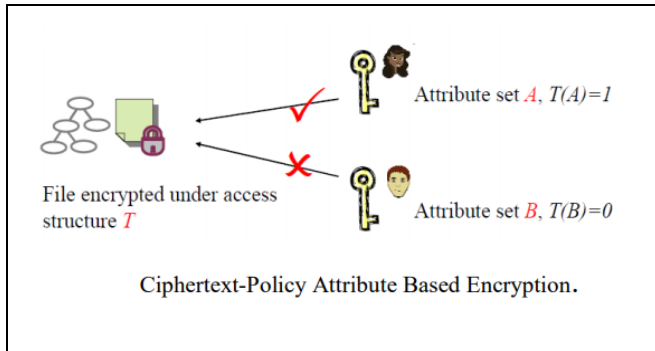 Attribute set A, T(A)=1
File encrypted under access
structure T
Attribute set B, T(B)=0
Ciphertext-Policy Attribute Based Encryption.